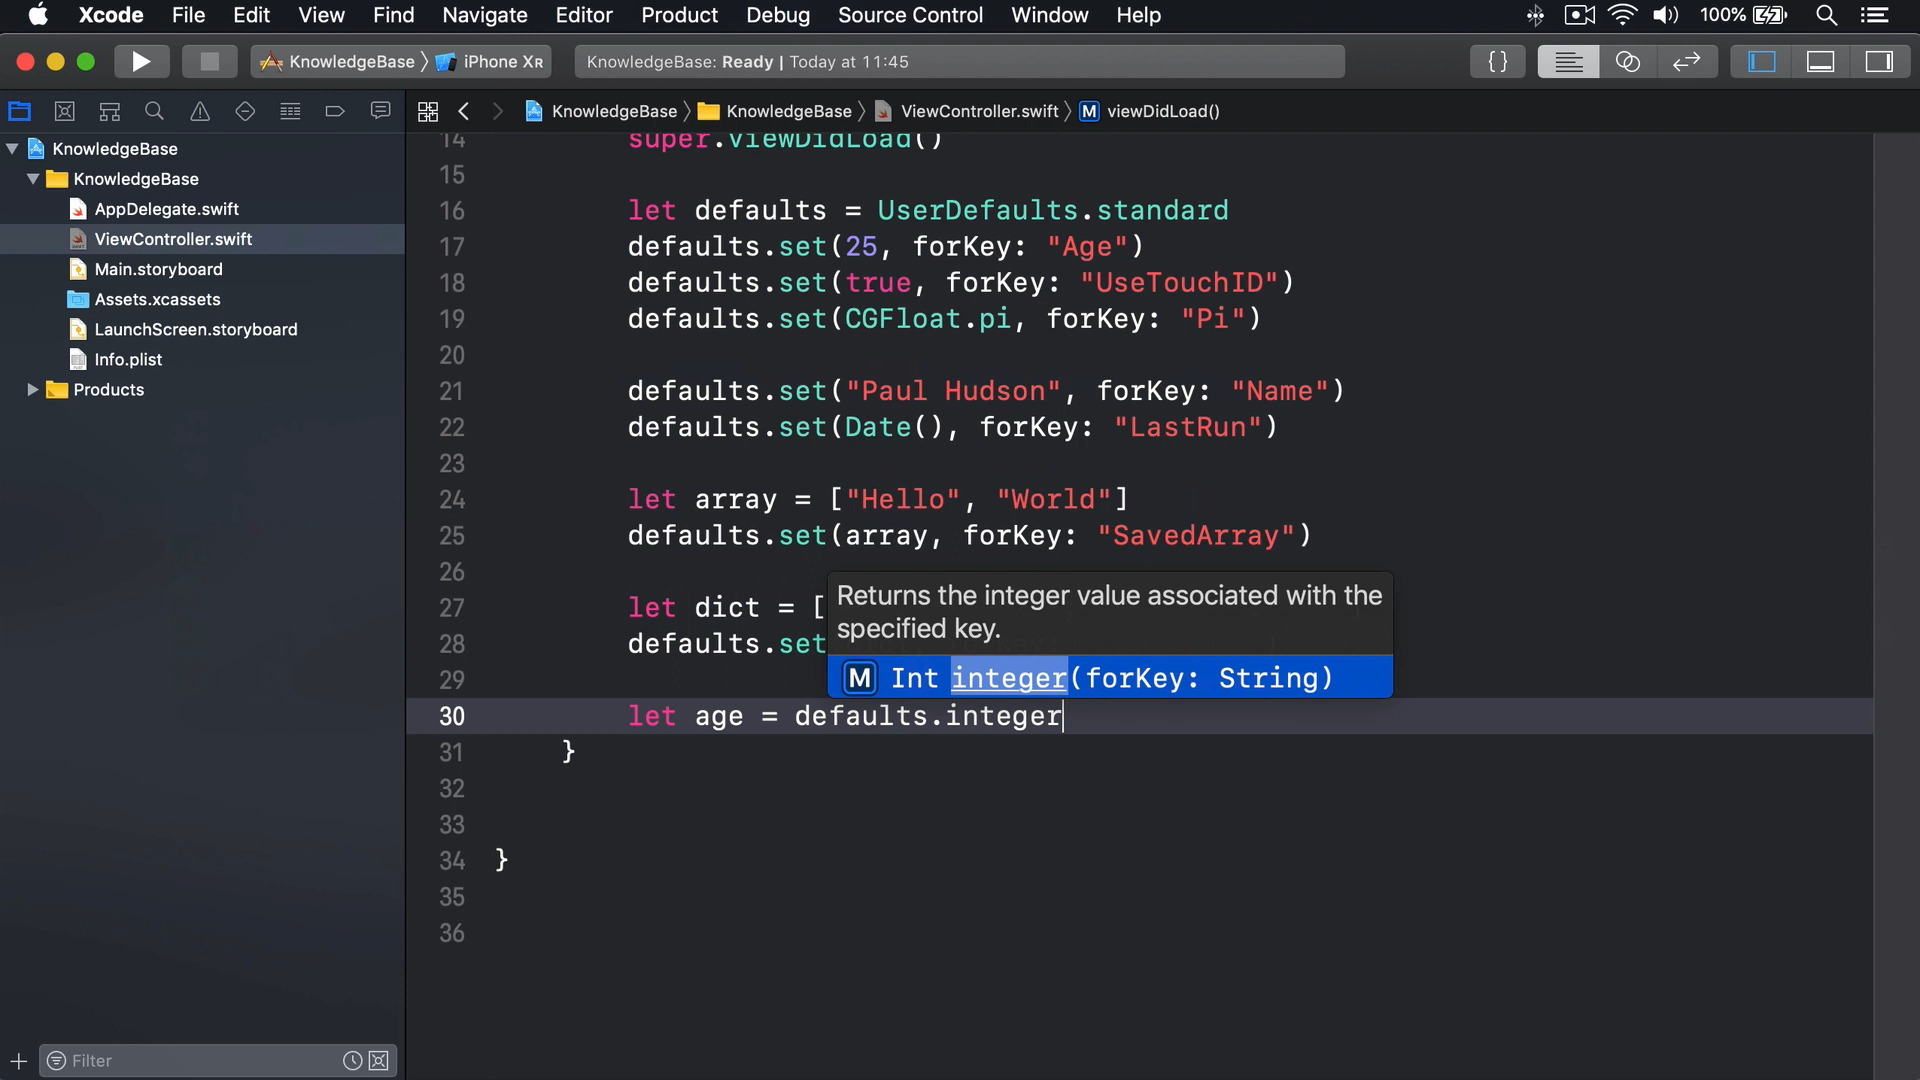 Xcode File Edit View Find Navigate Editor Product Debug Source Control Window Help 100%
KnowledgeBase iPhone XR KnowledgeBase: Ready | Today at 11:45 {}
KnowledgeBase KnowledgeBase ViewController.swift M viewDidLoad()
KnowledgeBase
KnowledgeBase
AppDelegate.swift
ViewController.swift
Main.storyboard
Assets.xcassets
LaunchScreen.storyboard
Info.plist
Products
Filter
14 super.viewDidLoad()
15
16 let defaults = UserDefaults.standard
17 defaults.set(25, forKey: "Age")
18 defaults.set(true, forKey: "UseTouchID")
19 defaults.set(CGFloat.pi, forKey: "Pi")
20
21 defaults.set("Paul Hudson", forKey: "Name")
22 defaults.set(Date(), forKey: "LastRun")
23
24 let array = ["Hello", "World"]
25 defaults.set(array, forKey: "SavedArray")
26
27 let dict = [
28 defaults.set
29
Returns the integer value associated with the
specified key.
M Int integer(forKey: String)
30 let age = defaults.integer
31 }
32
33
34 }
35
36